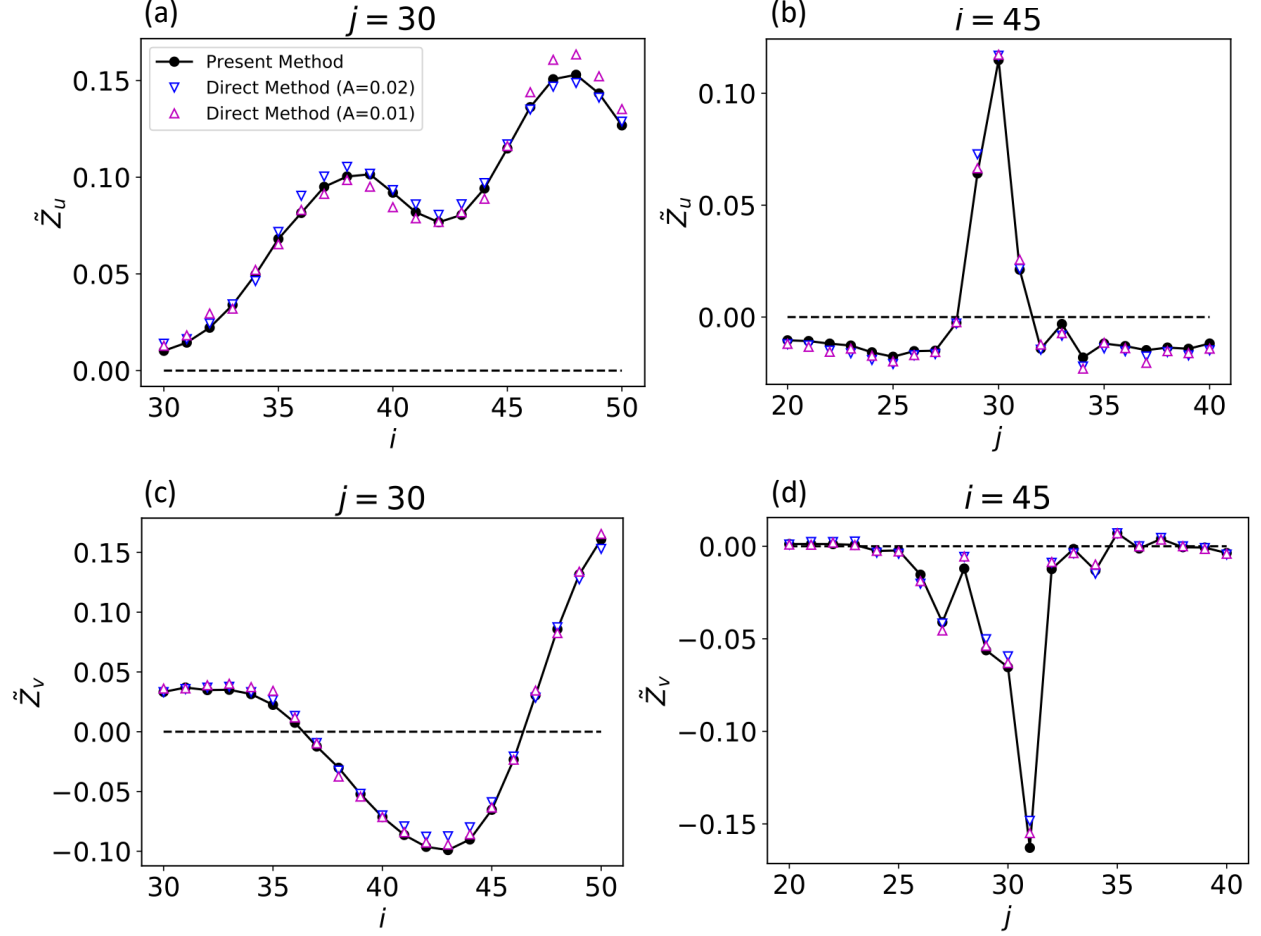 (a)
j = 30
Present Method
Direct Method (A=0.02)
Direct Method (A=0.01)
0.15
0.10
0.05
0.00
Z̃u
30 35 40 45 50
i
(b)
i = 45
0.10
0.05
0.00
Z̃u
20 25 30 35 40
j
(c)
j = 30
0.15
0.10
0.05
0.00
−0.05
−0.10
Z̃v
30 35 40 45 50
i
(d)
i = 45
0.00
−0.05
−0.10
−0.15
Z̃v
20 25 30 35 40
j